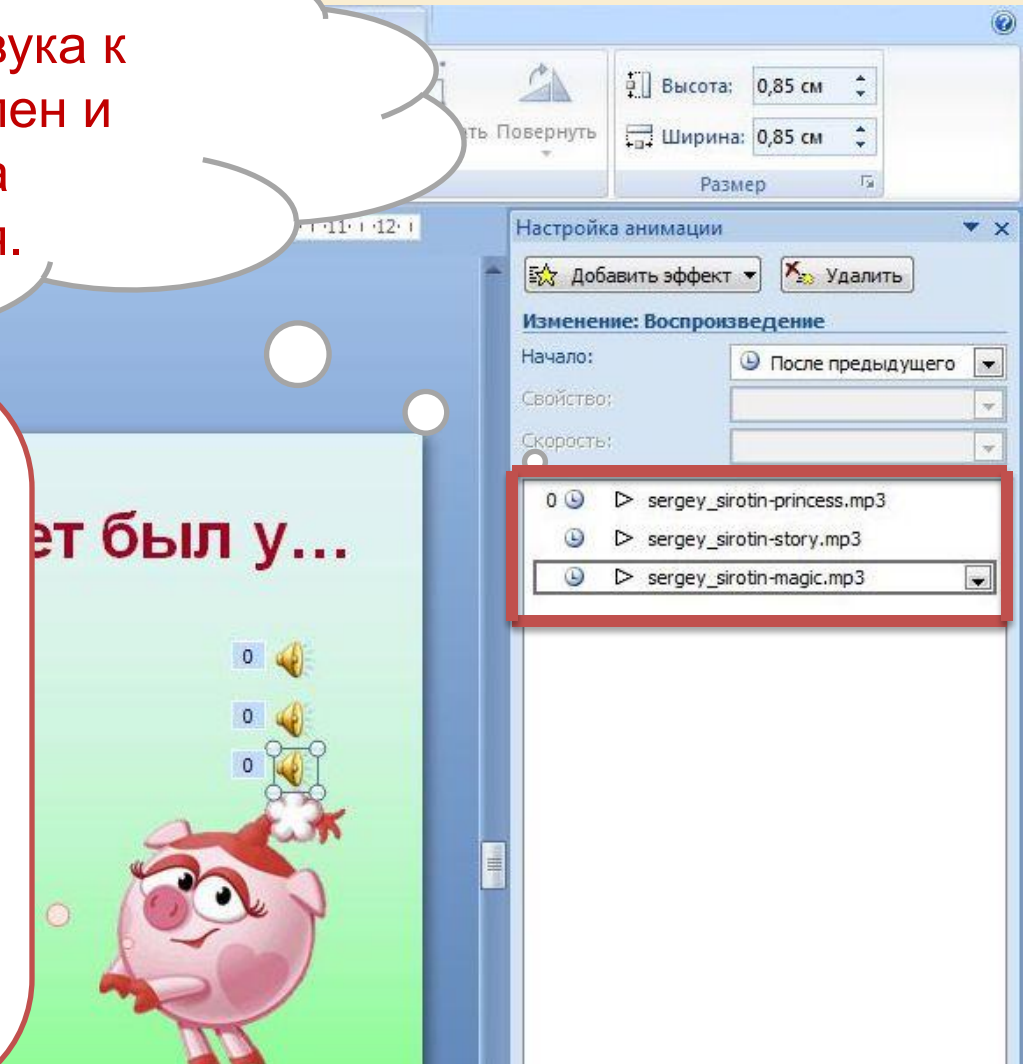 вука к
лен и
а
я.
ть Повернуть
Высота: 0,85 см
Ширина: 0,85 см
Размер
11 12
Настройка анимации
Добавить эффект Удалить
Изменение: Воспроизведение
Начало: После предыдущего
Свойство:
Скорость:
0 sergey_sirotin-princess.mp3
sergey_sirotin-story.mp3
sergey_sirotin-magic.mp3
ет был у...
0
0
0